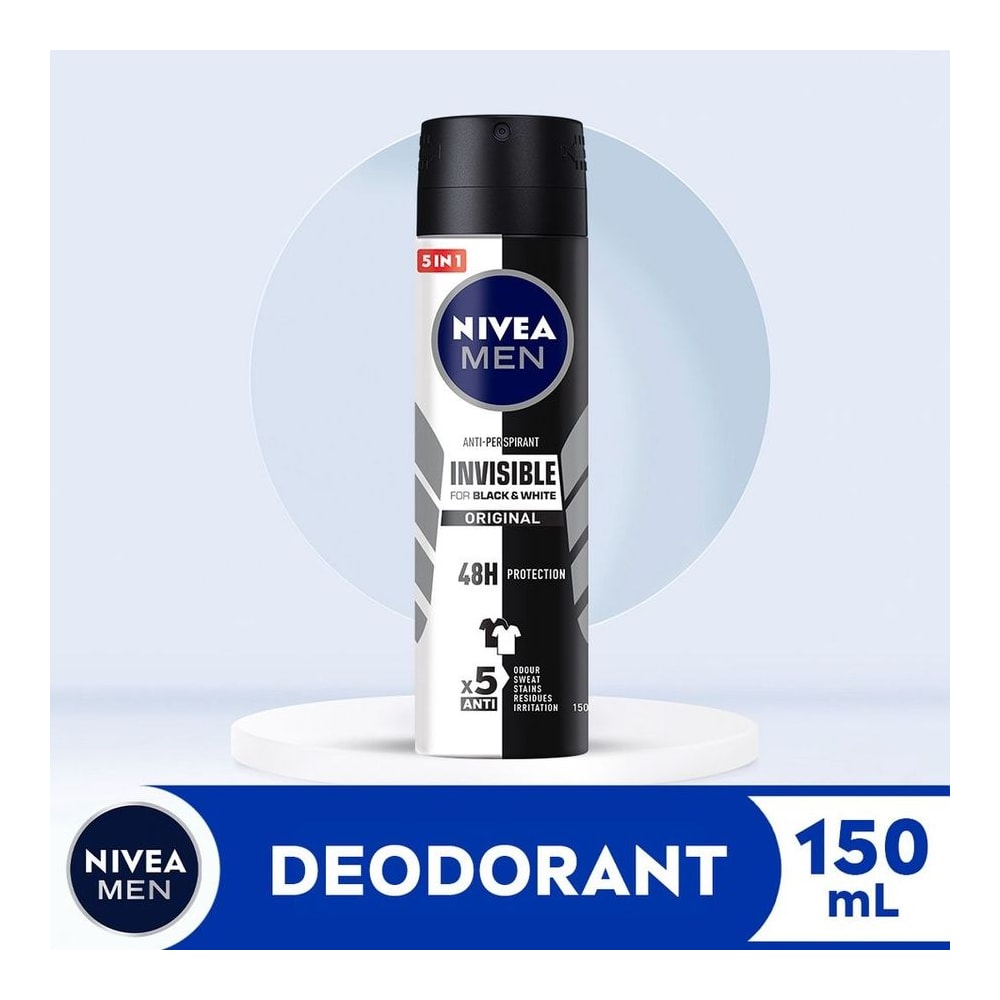 5 IN 1
NIVEA
MEN
ANTI-PERSPIRANT
INVISIBLE
FOR BLACK & WHITE
ORIGINAL
48H PROTECTION
x5
ANTI
ODOUR
SWEAT
STAINS
RESIDUES
IRRITATION
150
NIVEA
MEN
DEODORANT
150
mL